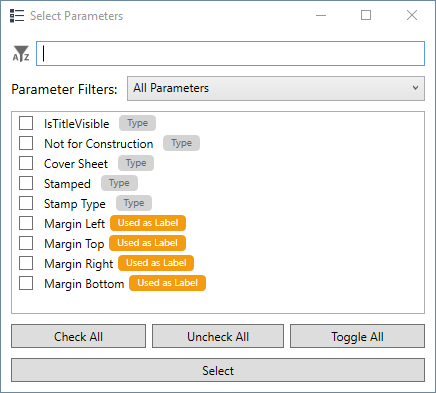 Select Parameters
AZ
Parameter Filters: All Parameters
IsTitleVisible Type
Not for Construction Type
Cover Sheet Type
Stamped Type
Stamp Type Type
Margin Left Used as Label
Margin Top Used as Label
Margin Right Used as Label
Margin Bottom Used as Label
Check All Uncheck All Toggle All
Select